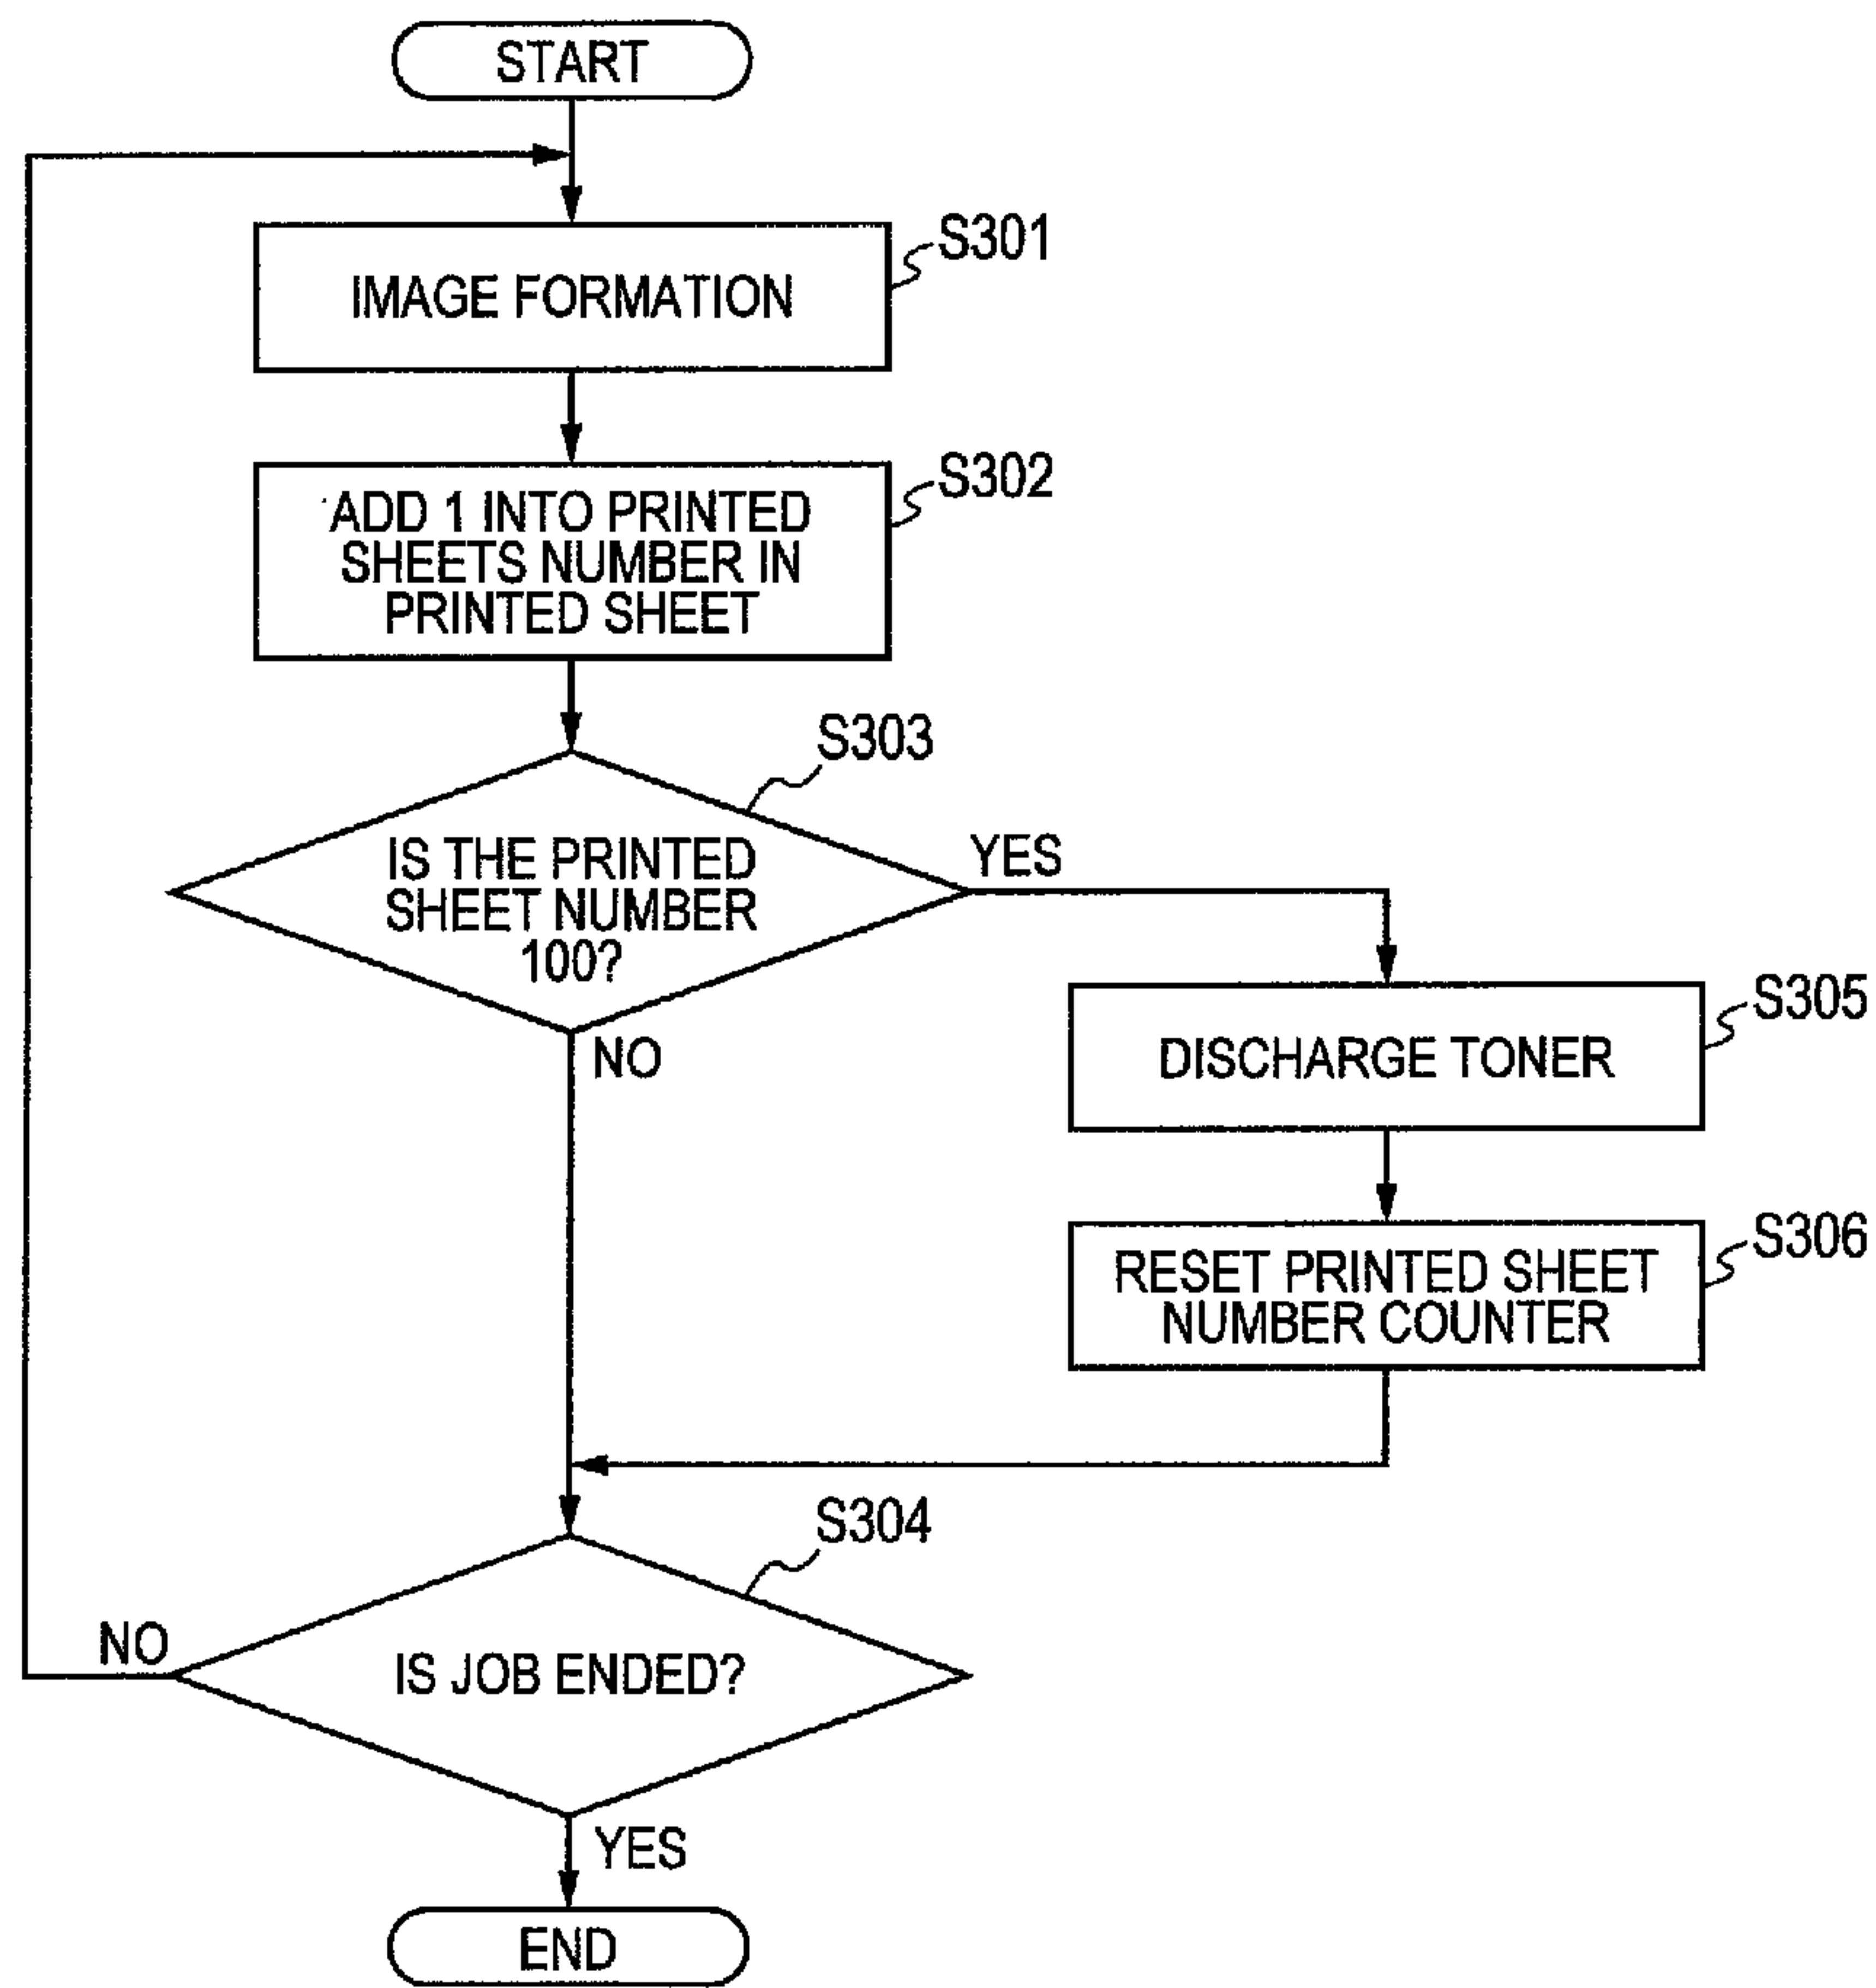 START
IMAGE FORMATION
S301
ADD 1 INTO PRINTED
SHEETS NUMBER IN
PRINTED SHEET
S302
S303
IS THE PRINTED
SHEET NUMBER
100?
YES
NO
DISCHARGE TONER
S305
RESET PRINTED SHEET
NUMBER COUNTER
S306
S304
IS JOB ENDED?
NO
YES
END